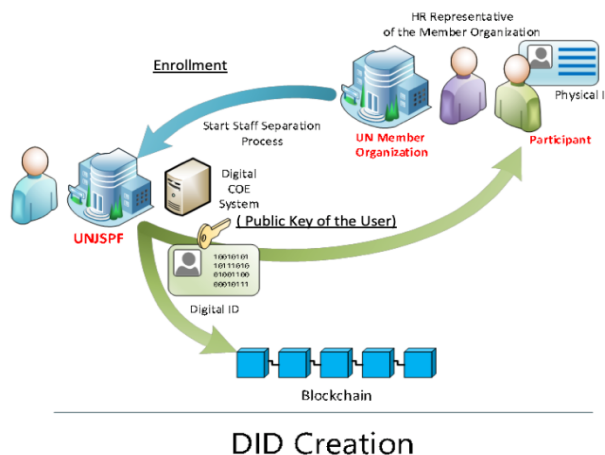 HR Representative
of the Member Organization
Enrollment
Physical I
Start Staff Separation
Process
UN Member
Organization
Participant
Digital
COE
System
UNJSPF
( Public Key of the User)
10010101
10111010
01001100
00010111
Digital ID
Blockchain
DID Creation